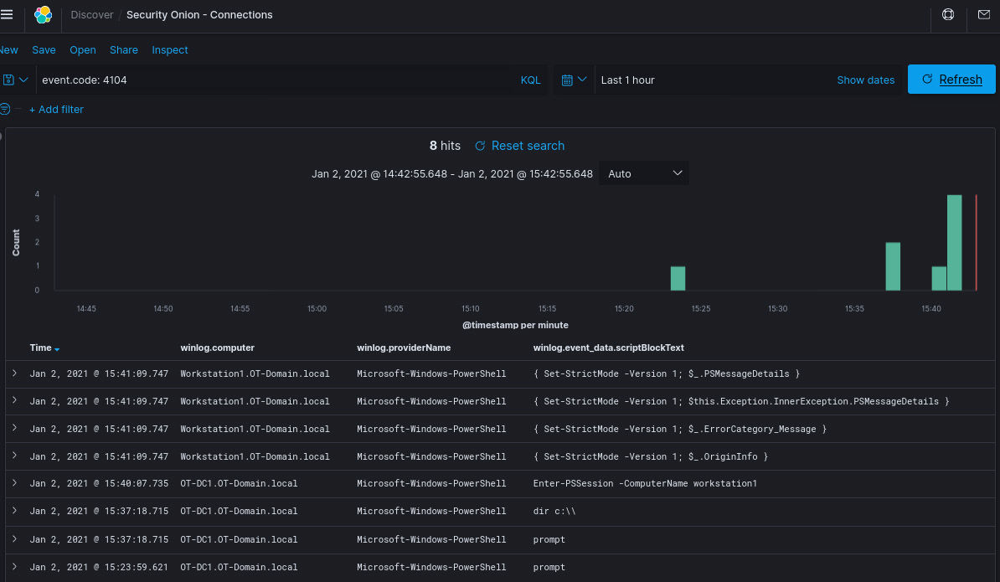 Discover / Security Onion - Connections
New Save Open Share Inspect
event.code: 4104 KQL Last 1 hour Show dates Refresh
+ Add filter
8 hits Reset search
Jan 2, 2021 @ 14:42:55.648 - Jan 2, 2021 @ 15:42:55.648 Auto
4
3
2
1
0
Count
14:45 14:50 14:55 15:00 15:05 15:10 15:15 15:20 15:25 15:30 15:35 15:40
@timestamp per minute
Time winlog.computer winlog.providerName winlog.event_data.scriptBlockText
Jan 2, 2021 @ 15:41:09.747 Workstation1.OT-Domain.local Microsoft-Windows-PowerShell { Set-StrictMode -Version 1; $_.PSMessageDetails }
Jan 2, 2021 @ 15:41:09.747 Workstation1.OT-Domain.local Microsoft-Windows-PowerShell { Set-StrictMode -Version 1; $this.Exception.InnerException.PSMessageDetails }
Jan 2, 2021 @ 15:41:09.747 Workstation1.OT-Domain.local Microsoft-Windows-PowerShell { Set-StrictMode -Version 1; $_.ErrorCategory_Message }
Jan 2, 2021 @ 15:41:09.747 Workstation1.OT-Domain.local Microsoft-Windows-PowerShell { Set-StrictMode -Version 1; $_.OriginInfo }
Jan 2, 2021 @ 15:40:07.735 OT-DC1.OT-Domain.local Microsoft-Windows-PowerShell Enter-PSSession -ComputerName workstation1
Jan 2, 2021 @ 15:37:18.715 OT-DC1.OT-Domain.local Microsoft-Windows-PowerShell dir c:\\
Jan 2, 2021 @ 15:37:18.715 OT-DC1.OT-Domain.local Microsoft-Windows-PowerShell prompt
Jan 2, 2021 @ 15:23:59.621 OT-DC1.OT-Domain.local Microsoft-Windows-PowerShell prompt